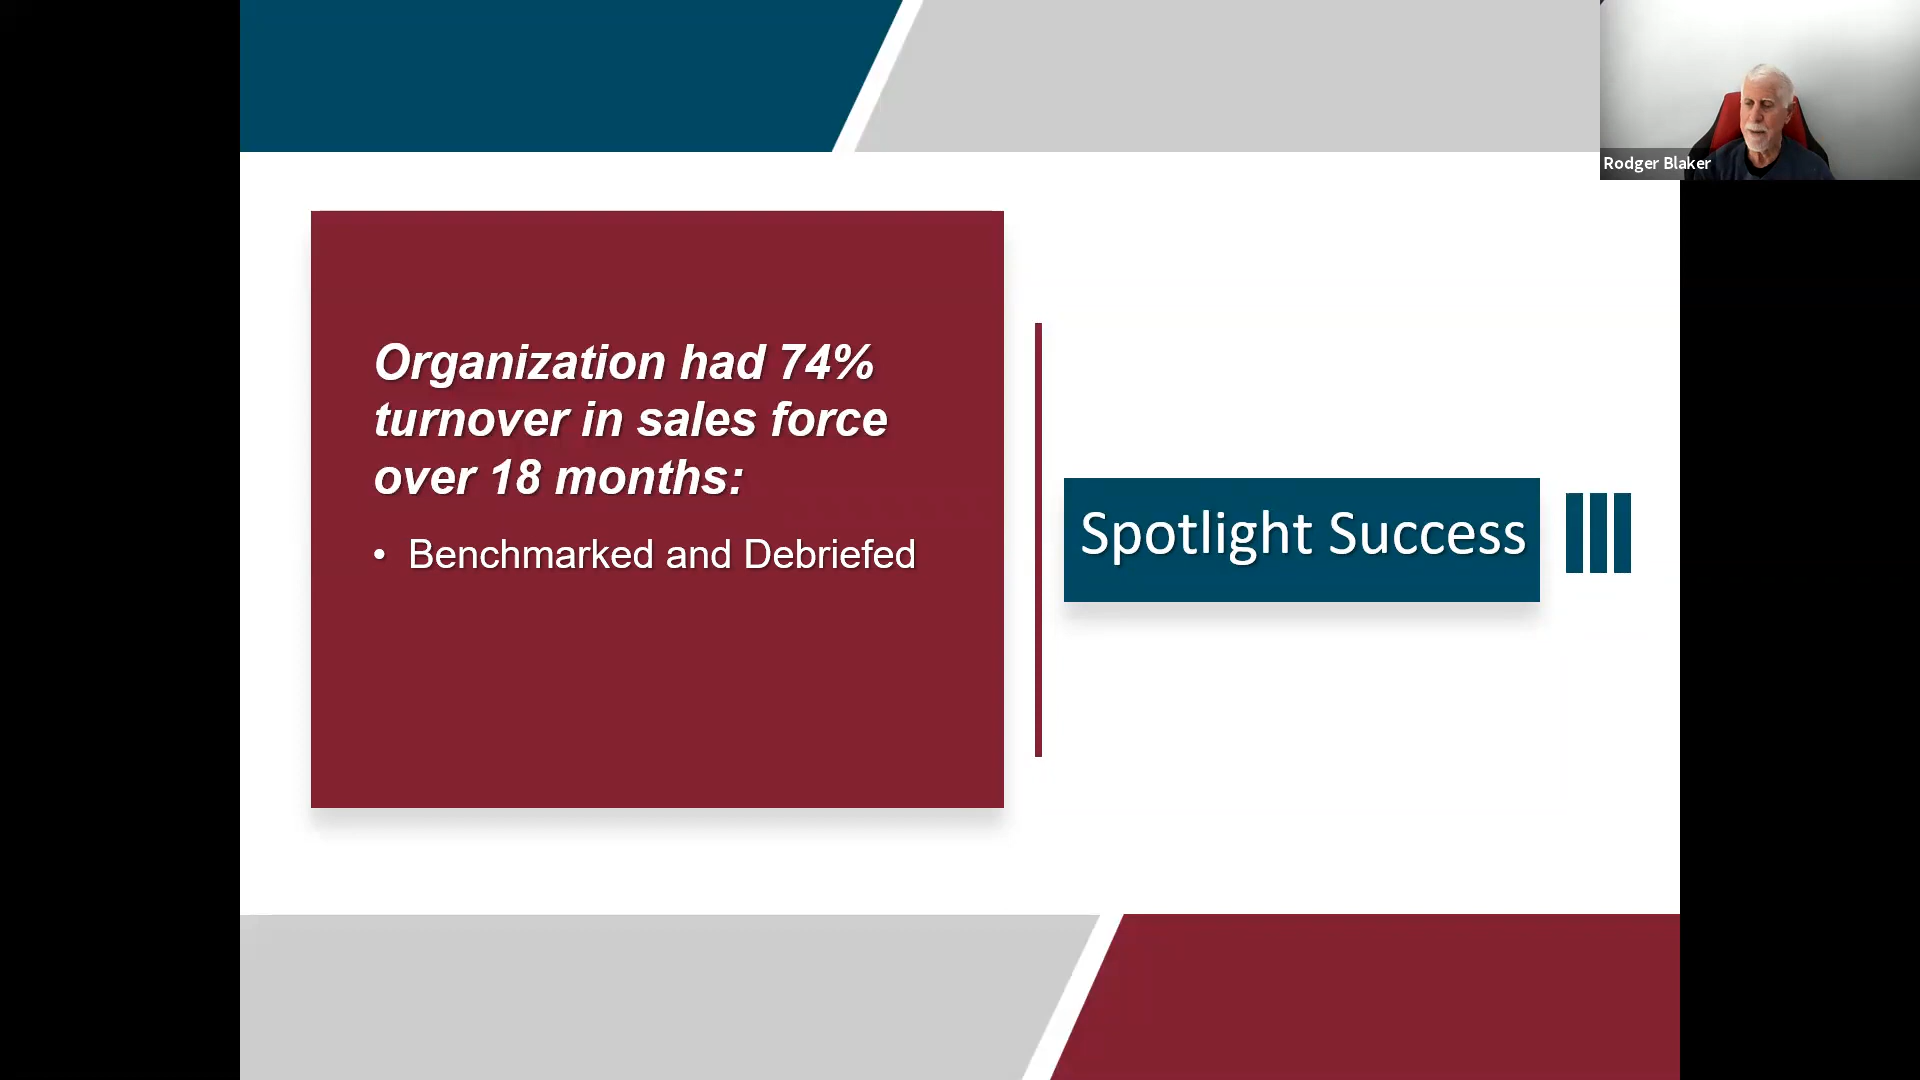 Rodger Blaker
Organization had 74%
turnover in sales force
over 18 months:
• Benchmarked and Debriefed
Spotlight Success